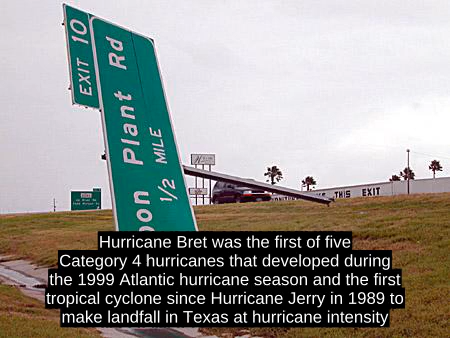 EXIT 10
oon Plant Rd
1/2 MILE
THIS EXIT
Hurricane Bret was the first of five
Category 4 hurricanes that developed during
the 1999 Atlantic hurricane season and the first
tropical cyclone since Hurricane Jerry in 1989 to
make landfall in Texas at hurricane intensity